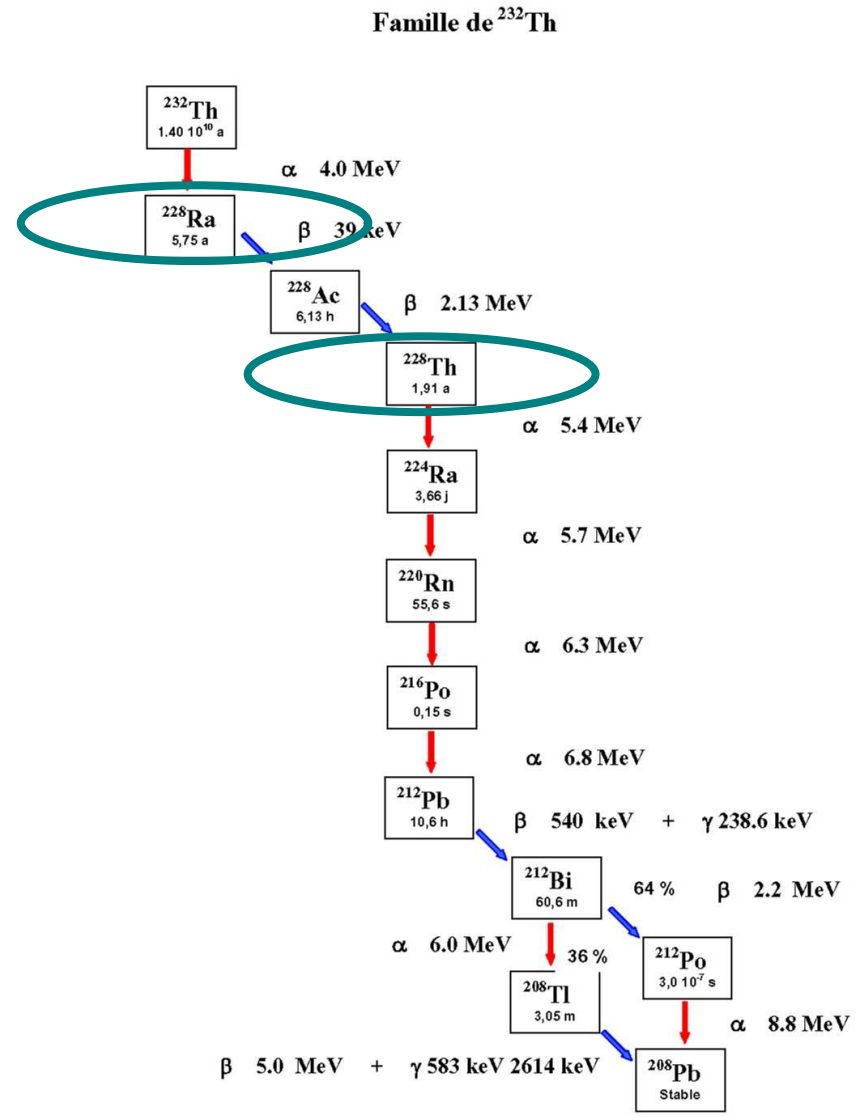 Famille de ²³²Th
²³²Th
1.40 10¹⁰ a
α 4.0 MeV
²²⁸Ra
5,75 a
β 39 keV
²²⁸Ac
6,13 h
β 2.13 MeV
²²⁸Th
1,91 a
α 5.4 MeV
²²⁴Ra
3,66 j
α 5.7 MeV
²²⁰Rn
55,6 s
α 6.3 MeV
²¹⁶Po
0,15 s
α 6.8 MeV
²¹²Pb
10,6 h
β 540 keV + γ 238.6 keV
²¹²Bi
60,6 m
64 % β 2.2 MeV
α 6.0 MeV
36 %
²¹²Po
3,0 10⁻⁷ s
²⁰⁸Tl
3,05 m
α 8.8 MeV
β 5.0 MeV + γ 583 keV 2614 keV
²⁰⁸Pb
Stable